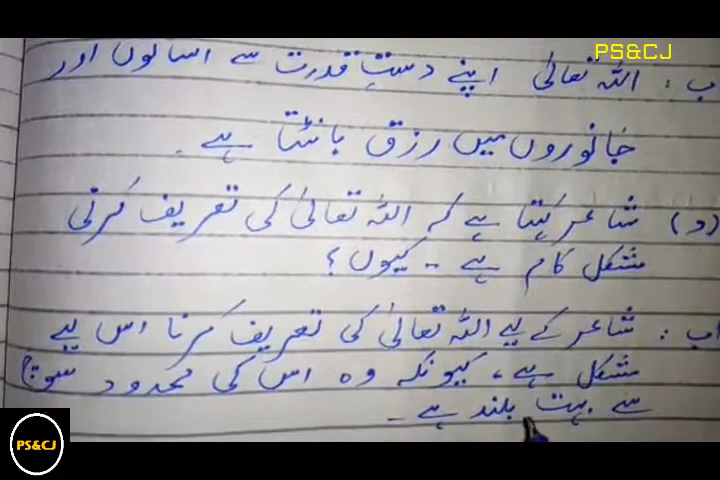 PS&CJ
ب: اللہ تعالیٰ اپنے دستِ قدرت سے انسانوں اور
جانوروں میں رزق بانٹتا ہے۔
(د) شاعر کہتا ہے کہ اللہ تعالیٰ کی تعریف کرنی
مشکل کام ہے۔ کیوں؟
ب: شاعر کے لیے اللہ تعالیٰ کی تعریف کرنا اس لیے
مشکل ہے، کیونکہ وہ اس کی محدود سوچ
سے بہت بلند ہے۔
PS&CJ